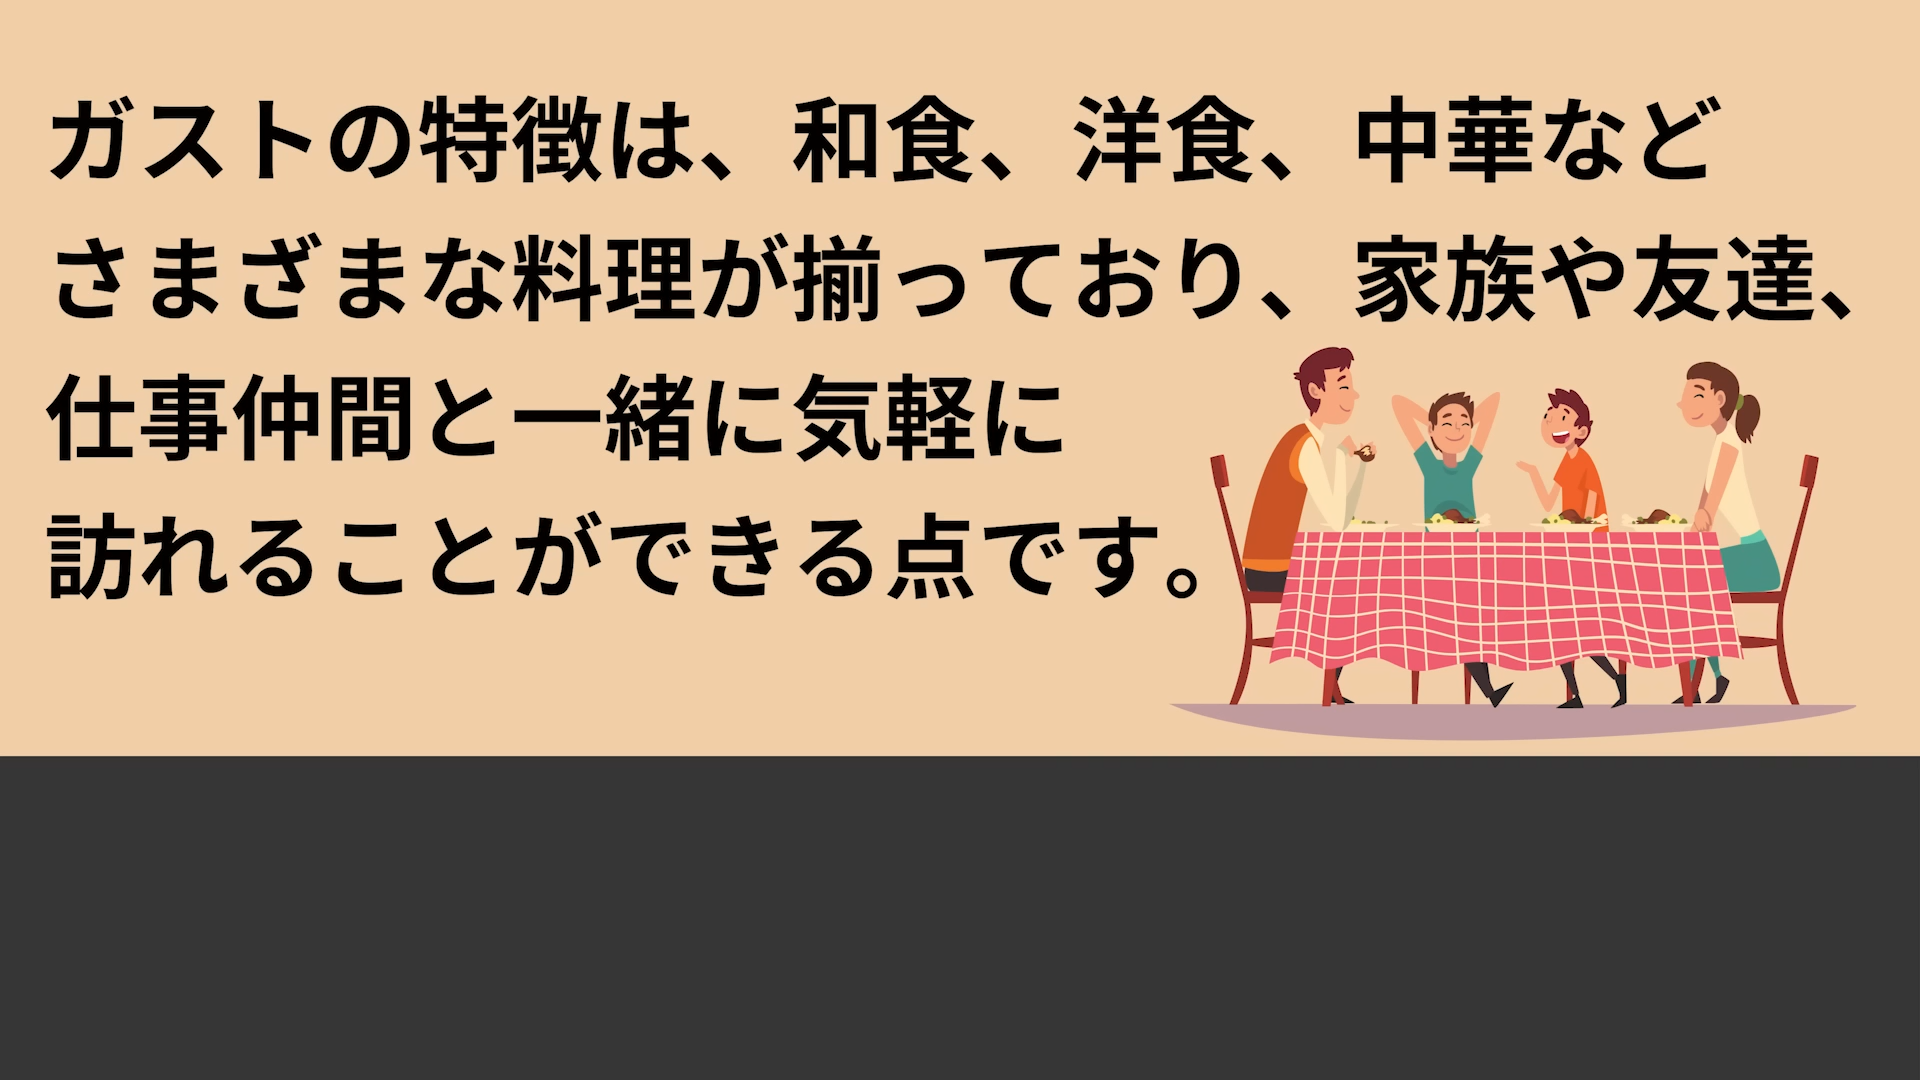 ガストの特徴は、和食、洋食、中華など
さまざまな料理が揃っており、家族や友達、
仕事仲間と一緒に気軽に
訪れることができる点です。